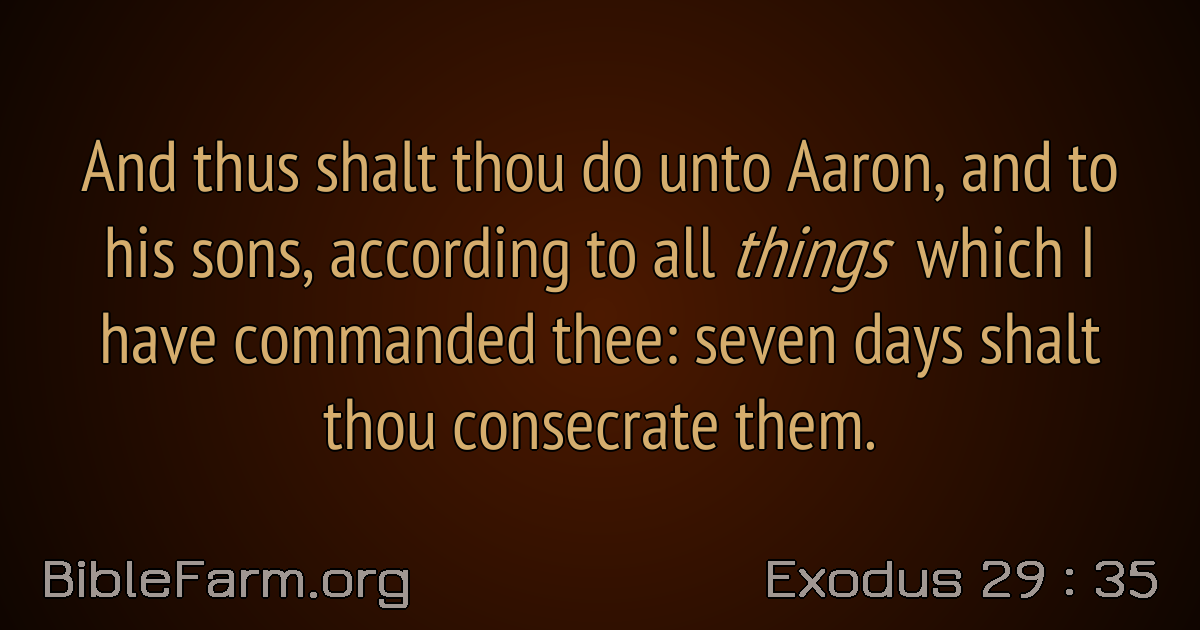 And thus shalt thou do unto Aaron, and to
his sons, according to all things which I
have commanded thee: seven days shalt
thou consecrate them.
BibleFarm.org
Exodus 29 : 35